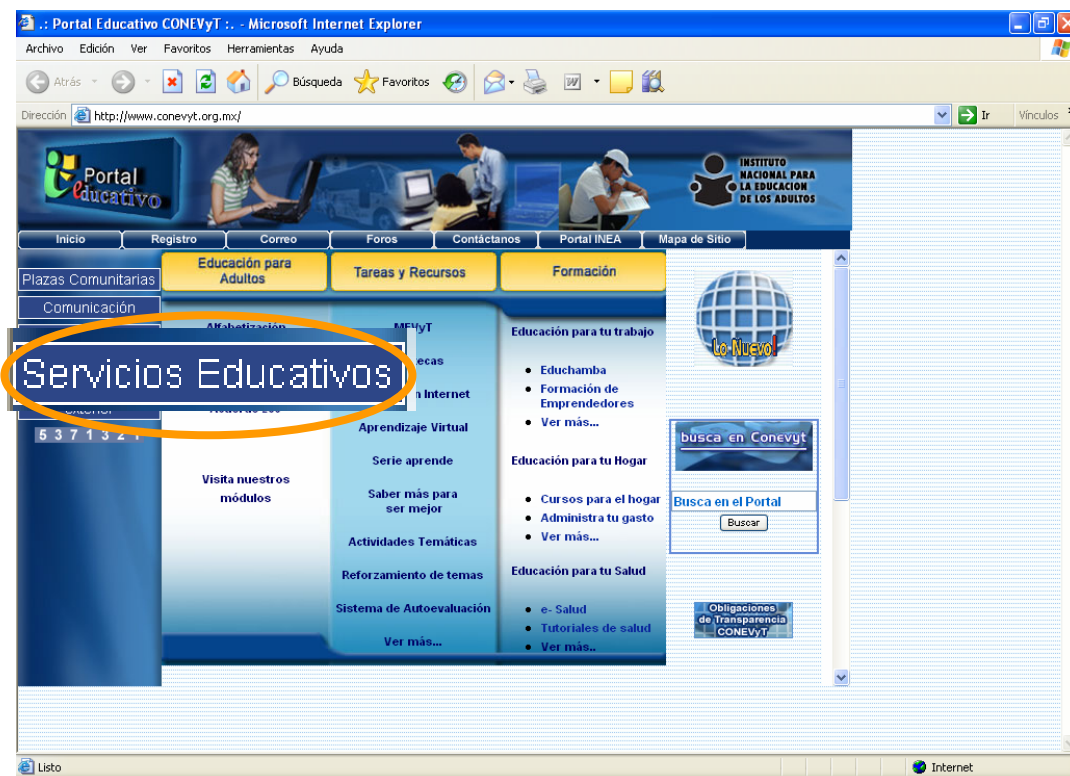 .: Portal Educativo CONEVyT :. - Microsoft Internet Explorer
Archivo Edición Ver Favoritos Herramientas Ayuda
Atrás Búsqueda Favoritos
Dirección http://www.conevyt.org.mx/ Ir Vínculos
Portal
educativo
INSTITUTO
NACIONAL PARA
LA EDUCACION
DE LOS ADULTOS
Inicio Registro Correo Foros Contáctanos Portal INEA Mapa de Sitio
Plazas Comunitarias
Comunicación
Servicios Educativos
exterior
5 3 7 1 3 2 1
Educación para
Adultos
Alfabetización
Visita nuestros
módulos
Tareas y Recursos
MEVyT
Internet
Aprendizaje Virtual
Serie aprende
Saber más para
ser mejor
Actividades Temáticas
Reforzamiento de temas
Sistema de Autoevaluación
Ver más...
Formación
Educación para tu trabajo
Educhamba
Formación de
Emprendedores
Ver más...
Educación para tu Hogar
Cursos para el hogar
Administra tu gasto
Ver más...
Educación para tu Salud
e- Salud
Tutoriales de salud
Ver más..
Lo Nuevo!
busca en Conevyt
Busca en el Portal
Buscar
Obligaciones
de Transparencia
CONEVyT
Listo Internet